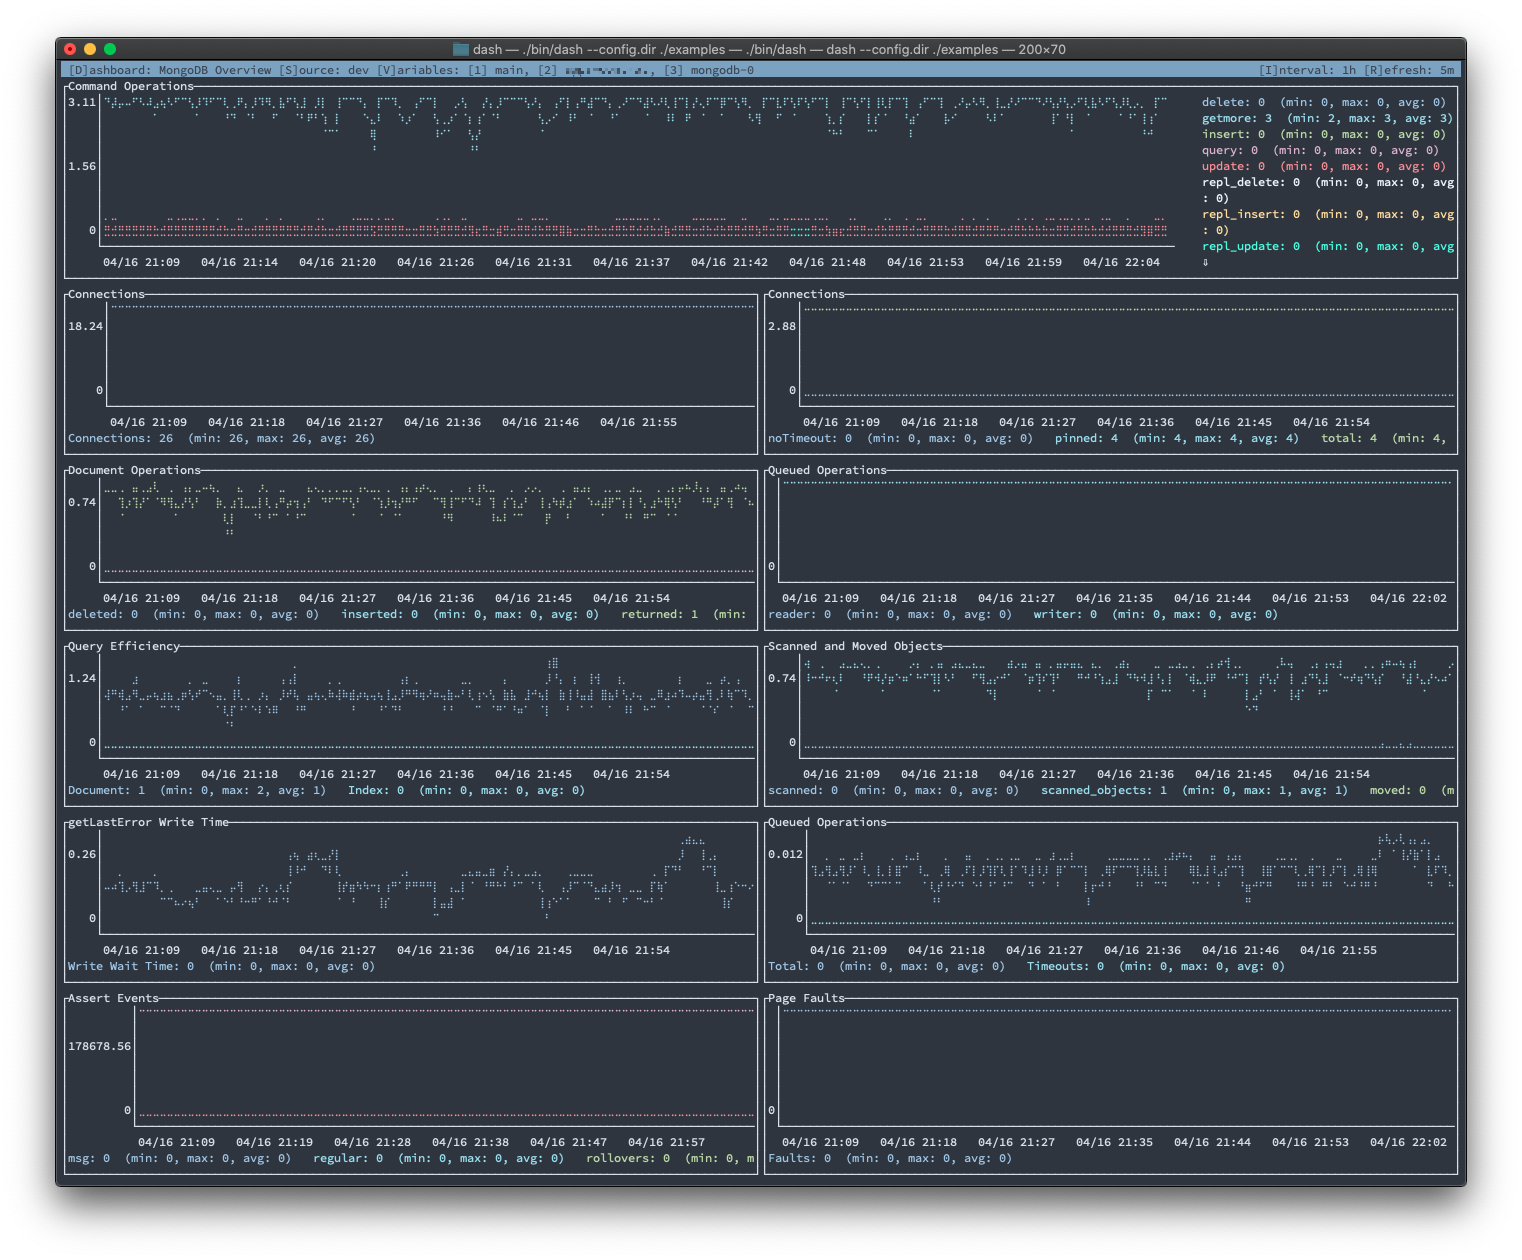 dash — ./bin/dash --config.dir ./examples — ./bin/dash — dash --config.dir ./examples — 200×70
[D]ashboard: MongoDB Overview [S]ource: dev [V]ariables: [1] main, [2] , [3] mongodb-0 [I]nterval: 1h [R]efresh: 5m
Command Operations
3.11
1.56
0
04/16 21:09 04/16 21:14 04/16 21:20 04/16 21:26 04/16 21:31 04/16 21:37 04/16 21:42 04/16 21:48 04/16 21:53 04/16 21:59 04/16 22:04
delete: 0 (min: 0, max: 0, avg: 0)
getmore: 3 (min: 2, max: 3, avg: 3)
insert: 0 (min: 0, max: 0, avg: 0)
query: 0 (min: 0, max: 0, avg: 0)
update: 0 (min: 0, max: 0, avg: 0)
repl_delete: 0 (min: 0, max: 0, avg
: 0)
repl_insert: 0 (min: 0, max: 0, avg
: 0)
repl_update: 0 (min: 0, max: 0, avg
⇩
Connections
18.24
0
04/16 21:09 04/16 21:18 04/16 21:27 04/16 21:36 04/16 21:46 04/16 21:55
Connections: 26 (min: 26, max: 26, avg: 26)
Connections
2.88
0
04/16 21:09 04/16 21:18 04/16 21:27 04/16 21:36 04/16 21:45 04/16 21:54
noTimeout: 0 (min: 0, max: 0, avg: 0) pinned: 4 (min: 4, max: 4, avg: 4) total: 4 (min: 4,
Document Operations
0.74
0
04/16 21:09 04/16 21:18 04/16 21:27 04/16 21:36 04/16 21:45 04/16 21:54
deleted: 0 (min: 0, max: 0, avg: 0) inserted: 0 (min: 0, max: 0, avg: 0) returned: 1 (min:
Queued Operations
0
04/16 21:09 04/16 21:18 04/16 21:27 04/16 21:35 04/16 21:44 04/16 21:53 04/16 22:02
reader: 0 (min: 0, max: 0, avg: 0) writer: 0 (min: 0, max: 0, avg: 0)
Query Efficiency
1.24
0
04/16 21:09 04/16 21:18 04/16 21:27 04/16 21:36 04/16 21:45 04/16 21:54
Document: 1 (min: 0, max: 2, avg: 1) Index: 0 (min: 0, max: 0, avg: 0)
Scanned and Moved Objects
0.74
0
04/16 21:09 04/16 21:18 04/16 21:27 04/16 21:36 04/16 21:45 04/16 21:54
scanned: 0 (min: 0, max: 0, avg: 0) scanned_objects: 1 (min: 0, max: 1, avg: 1) moved: 0 (m
getLastError Write Time
0.26
0
04/16 21:09 04/16 21:18 04/16 21:27 04/16 21:36 04/16 21:45 04/16 21:54
Write Wait Time: 0 (min: 0, max: 0, avg: 0)
Queued Operations
0.012
0
04/16 21:09 04/16 21:18 04/16 21:27 04/16 21:36 04/16 21:46 04/16 21:55
Total: 0 (min: 0, max: 0, avg: 0) Timeouts: 0 (min: 0, max: 0, avg: 0)
Assert Events
178678.56
0
04/16 21:09 04/16 21:19 04/16 21:28 04/16 21:38 04/16 21:47 04/16 21:57
msg: 0 (min: 0, max: 0, avg: 0) regular: 0 (min: 0, max: 0, avg: 0) rollovers: 0 (min: 0, m
Page Faults
0
04/16 21:09 04/16 21:18 04/16 21:27 04/16 21:35 04/16 21:44 04/16 21:53 04/16 22:02
Faults: 0 (min: 0, max: 0, avg: 0)